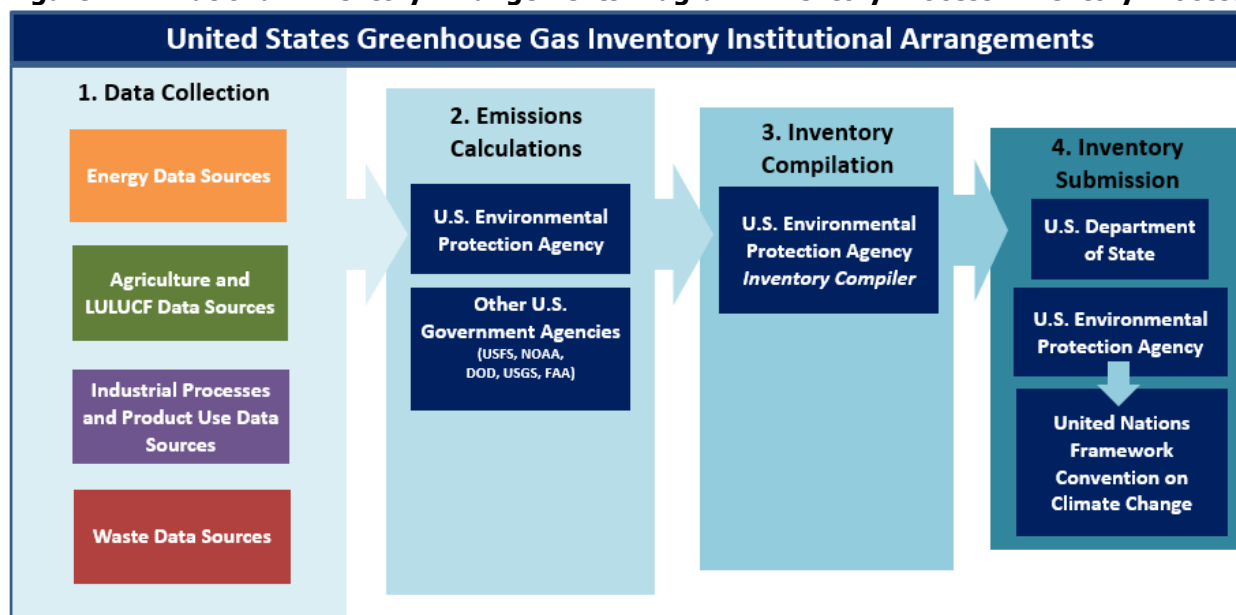 United States Greenhouse Gas Inventory Institutional Arrangements
1. Data Collection
Energy Data Sources
Agriculture and
LULUCF Data Sources
Industrial Processes
and Product Use Data
Sources
Waste Data Sources
2. Emissions
Calculations
U.S. Environmental
Protection Agency
Other U.S.
Government Agencies
(USFS, NOAA,
DOD, USGS, FAA)
3. Inventory
Compilation
U.S. Environmental
Protection Agency
Inventory Compiler
4. Inventory
Submission
U.S. Department
of State
U.S. Environmental
Protection Agency
United Nations
Framework
Convention on
Climate Change